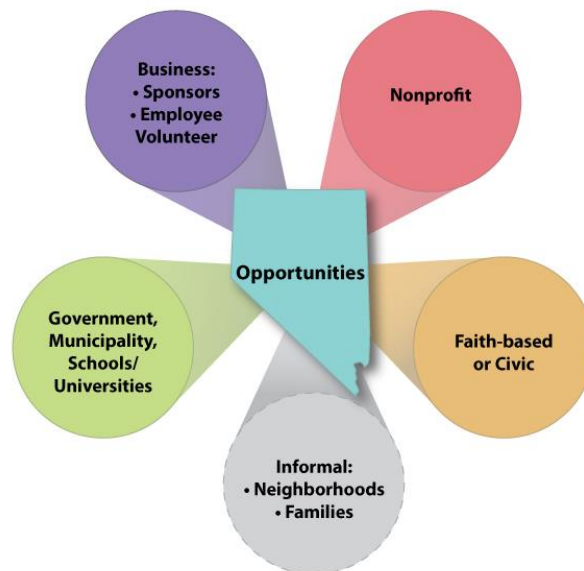 Business:
• Sponsors
• Employee
Volunteer
Nonprofit
Opportunities
Government,
Municipality,
Schools/
Universities
Faith-based
or Civic
Informal:
• Neighborhoods
• Families